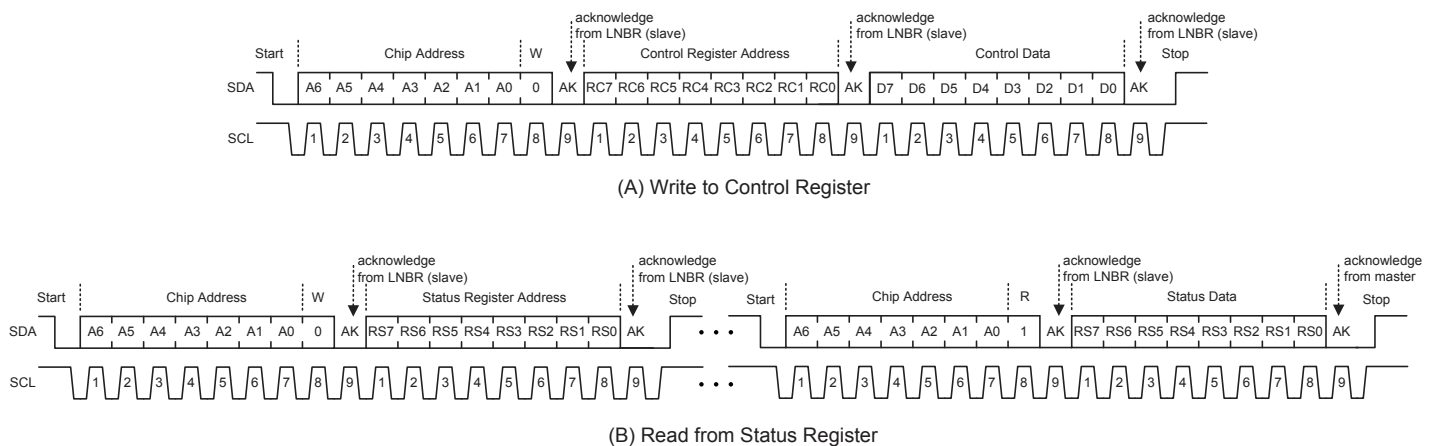 acknowledge acknowledge acknowledge
from LNBR (slave) from LNBR (slave) from LNBR (slave)
Start Chip Address W Control Register Address Control Data Stop
SDA A6 A5 A4 A3 A2 A1 A0 0 AK RC7 RC6 RC5 RC4 RC3 RC2 RC1 RC0 AK D7 D6 D5 D4 D3 D2 D1 D0 AK
SCL 1 2 3 4 5 6 7 8 9 1 2 3 4 5 6 7 8 9 1 2 3 4 5 6 7 8 9
(A) Write to Control Register
acknowledge acknowledge acknowledge acknowledge
from LNBR (slave) from LNBR (slave) from LNBR (slave) from master
Start Chip Address W Status Register Address Stop Start Chip Address R Status Data Stop
SDA A6 A5 A4 A3 A2 A1 A0 0 AK RS7 RS6 RS5 RS4 RS3 RS2 RS1 RS0 AK • • • A6 A5 A4 A3 A2 A1 A0 1 AK RS7 RS6 RS5 RS4 RS3 RS2 RS1 RS0 AK
SCL 1 2 3 4 5 6 7 8 9 1 2 3 4 5 6 7 8 9 • • • 1 2 3 4 5 6 7 8 9 1 2 3 4 5 6 7 8 9
(B) Read from Status Register